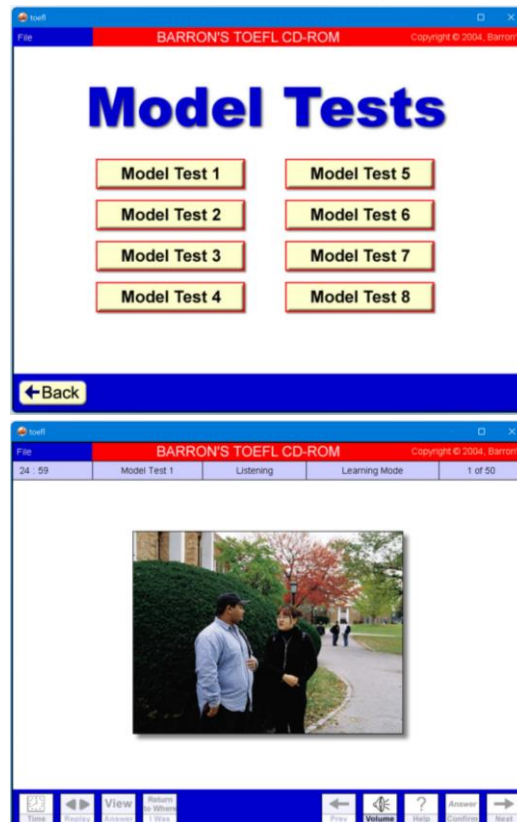 toefl
File BARRON'S TOEFL CD-ROM Copyright © 2004, Barron'
Model Tests
Model Test 1 Model Test 5
Model Test 2 Model Test 6
Model Test 3 Model Test 7
Model Test 4 Model Test 8
Back
toefl
File BARRON'S TOEFL CD-ROM Copyright © 2004, Barron'
24 : 59 Model Test 1 Listening Learning Mode 1 of 50
Return
View to Where ? Answer
Time Replay Answer I Was Prev Volume Help Confirm Next